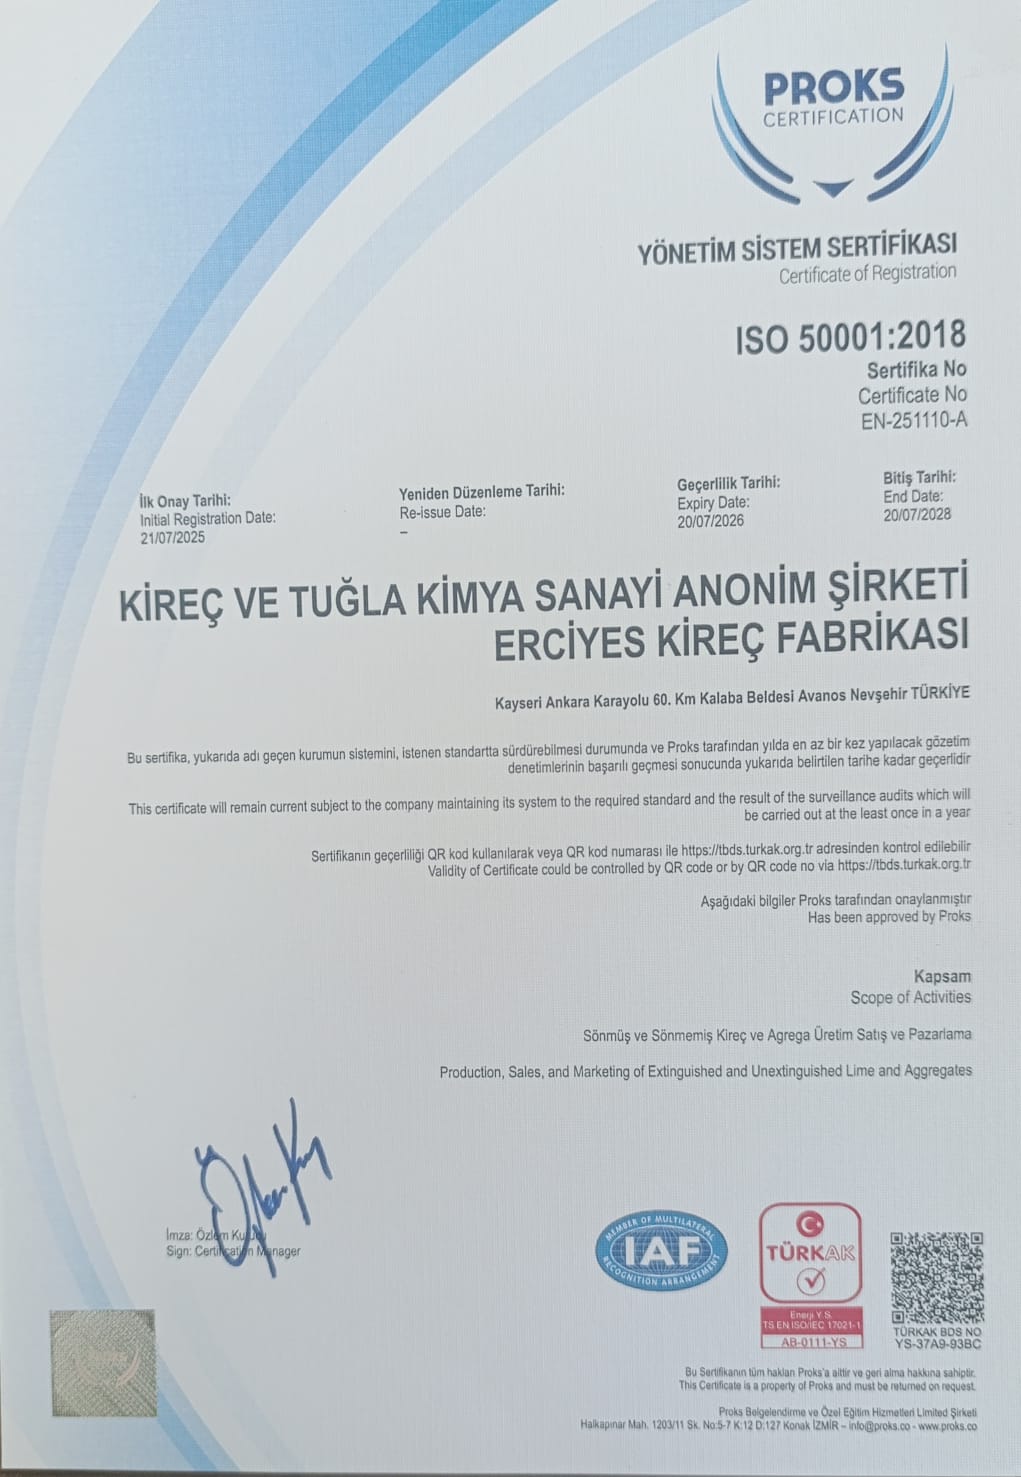 PROKS
CERTIFICATION
YÖNETİM SİSTEM SERTİFİKASI
Certificate of Registration
ISO 50001:2018
Sertifika No
Certificate No
EN-251110-A
İlk Onay Tarihi:
Initial Registration Date:
21/07/2025
Yeniden Düzenleme Tarihi:
Re-issue Date:
–
Geçerlilik Tarihi:
Expiry Date:
20/07/2026
Bitiş Tarihi:
End Date:
20/07/2028
KİREÇ VE TUĞLA KİMYA SANAYİ ANONİM ŞİRKETİ
ERCİYES KİREÇ FABRİKASI
Kayseri Ankara Karayolu 60. Km Kalaba Beldesi Avanos Nevşehir TÜRKİYE
Bu sertifika, yukarıda adı geçen kurumun sistemini, istenen standartta sürdürebilmesi durumunda ve Proks tarafından yılda en az bir kez yapılacak gözetim
denetimlerinin başarılı geçmesi sonucunda yukarıda belirtilen tarihe kadar geçerlidir
This certificate will remain current subject to the company maintaining its system to the required standard and the result of the surveillance audits which will
be carried out at the least once in a year
Sertifikanın geçerliliği QR kod kullanılarak veya QR kod numarası ile https://tbds.turkak.org.tr adresinden kontrol edilebilir
Validity of Certificate could be controlled by QR code or by QR code no via https://tbds.turkak.org.tr
Aşağıdaki bilgiler Proks tarafından onaylanmıştır
Has been approved by Proks
Kapsam
Scope of Activities
Sönmüş ve Sönmemiş Kireç ve Agrega Üretim Satış ve Pazarlama
Production, Sales, and Marketing of Extinguished and Unextinguished Lime and Aggregates
İmza: Özlem
Sign: Certification Manager
MEMBER OF MULTILATERAL
IAF
RECOGNITION ARRANGEMENT
TÜRKAK
Enerji Y.S.
TS EN ISO/IEC 17021-1
AB-0111-YS
TÜRKAK BDS NO
YS-37A9-93BC
PROKS
Bu Sertifikanın tüm hakları Proks'a aittir ve geri alma hakkına sahiptir.
This Certificate is a property of Proks and must be returned on request.
Proks Belgelendirme ve Özel Eğitim Hizmetleri Limited Şirketi
Halkapınar Mah. 1203/11 Sk. No:5-7 K:12 D:127 Konak İZMİR – info@proks.co - www.proks.co